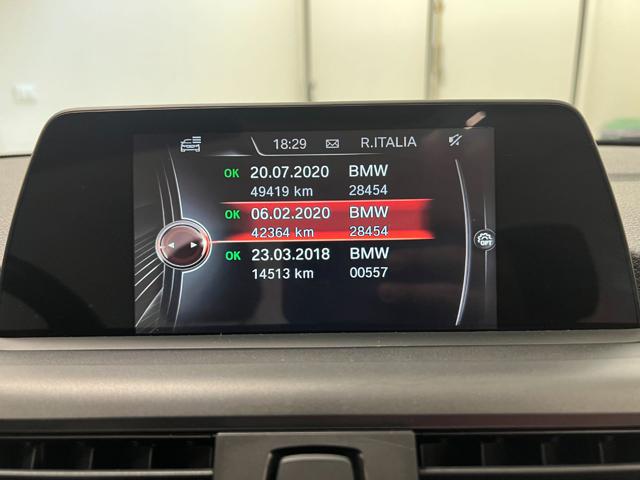 18:29 R.ITALIA
OK 20.07.2020 BMW
49419 km 28454
OK 06.02.2020 BMW
42364 km 28454
OPT
OK 23.03.2018 BMW
14513 km 00557